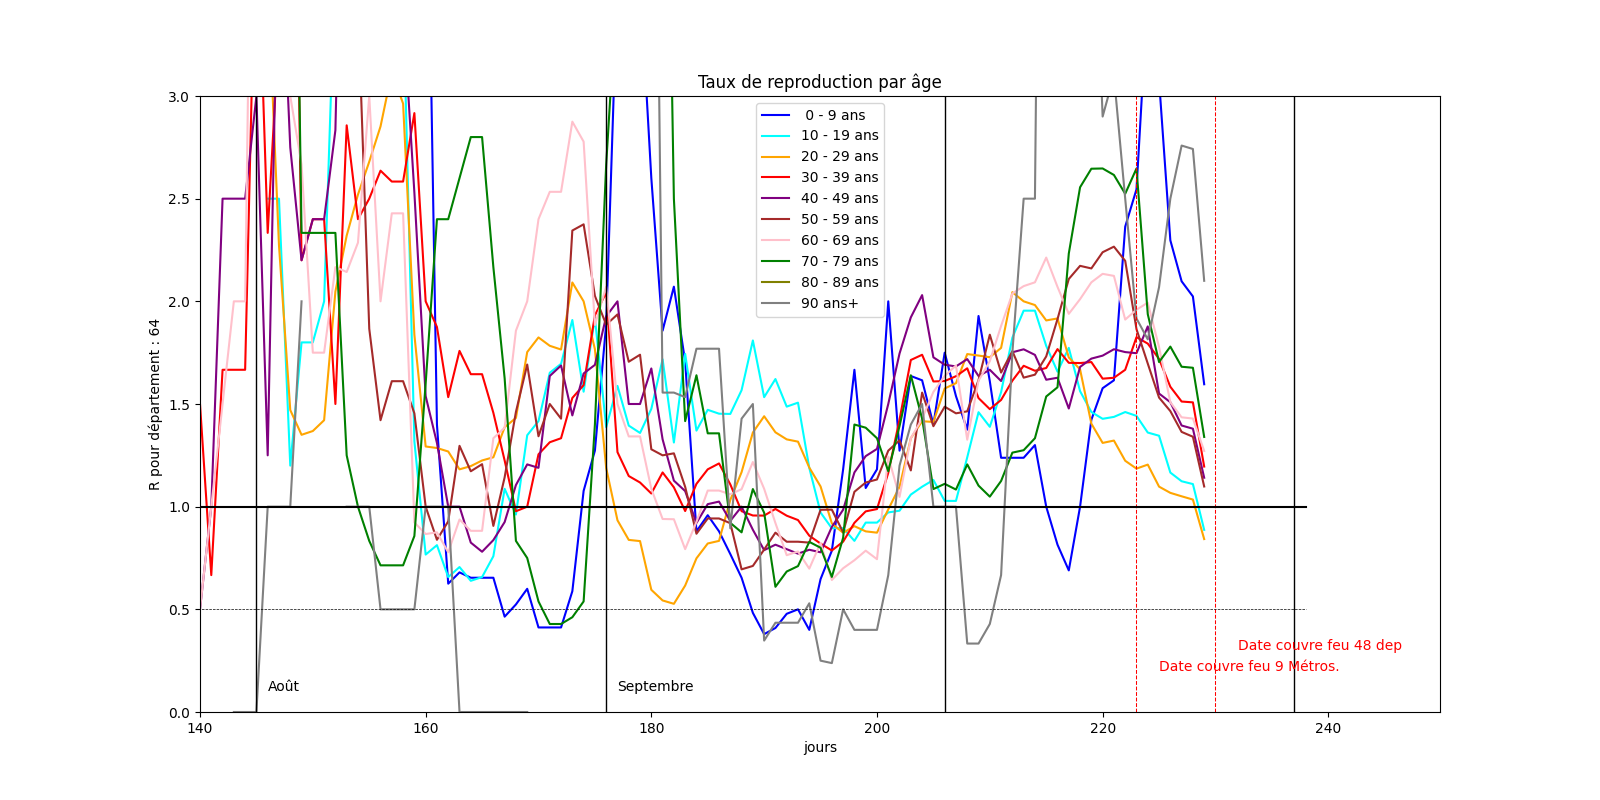 Taux de reproduction par âge
R pour département : 64
3.0
2.5
2.0
1.5
1.0
0.5
0.0
0 - 9 ans
10 - 19 ans
20 - 29 ans
30 - 39 ans
40 - 49 ans
50 - 59 ans
60 - 69 ans
70 - 79 ans
80 - 89 ans
90 ans+
Date couvre feu 48 dep
Date couvre feu 9 Métros.
Août
Septembre
140
160
180
200
220
240
jours